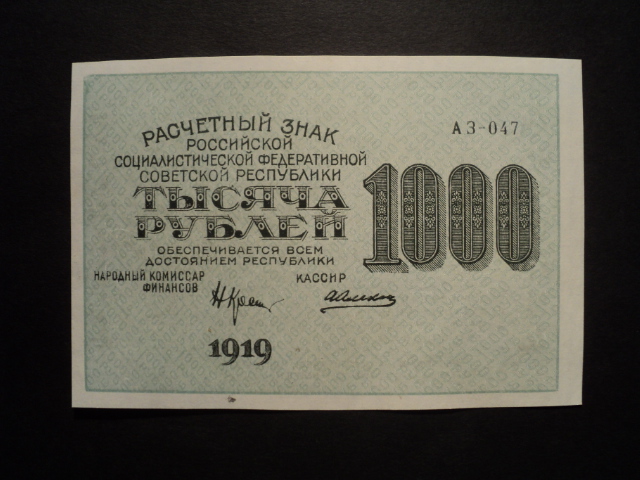 РАСЧЕТНЫЙ ЗНАК
РОССИЙСКОЙ
СОЦИАЛИСТИЧЕСКОЙ ФЕДЕРАТИВНОЙ
СОВЕТСКОЙ РЕСПУБЛИКИ
ТЫСЯЧА
РУБЛЕЙ
ОБЕСПЕЧИВАЕТСЯ ВСЕМ
ДОСТОЯНИЕМ РЕСПУБЛИКИ
НАРОДНЫЙ КОМИССАР
ФИНАНСОВ
КАССИР
1919
АЗ-047
1000